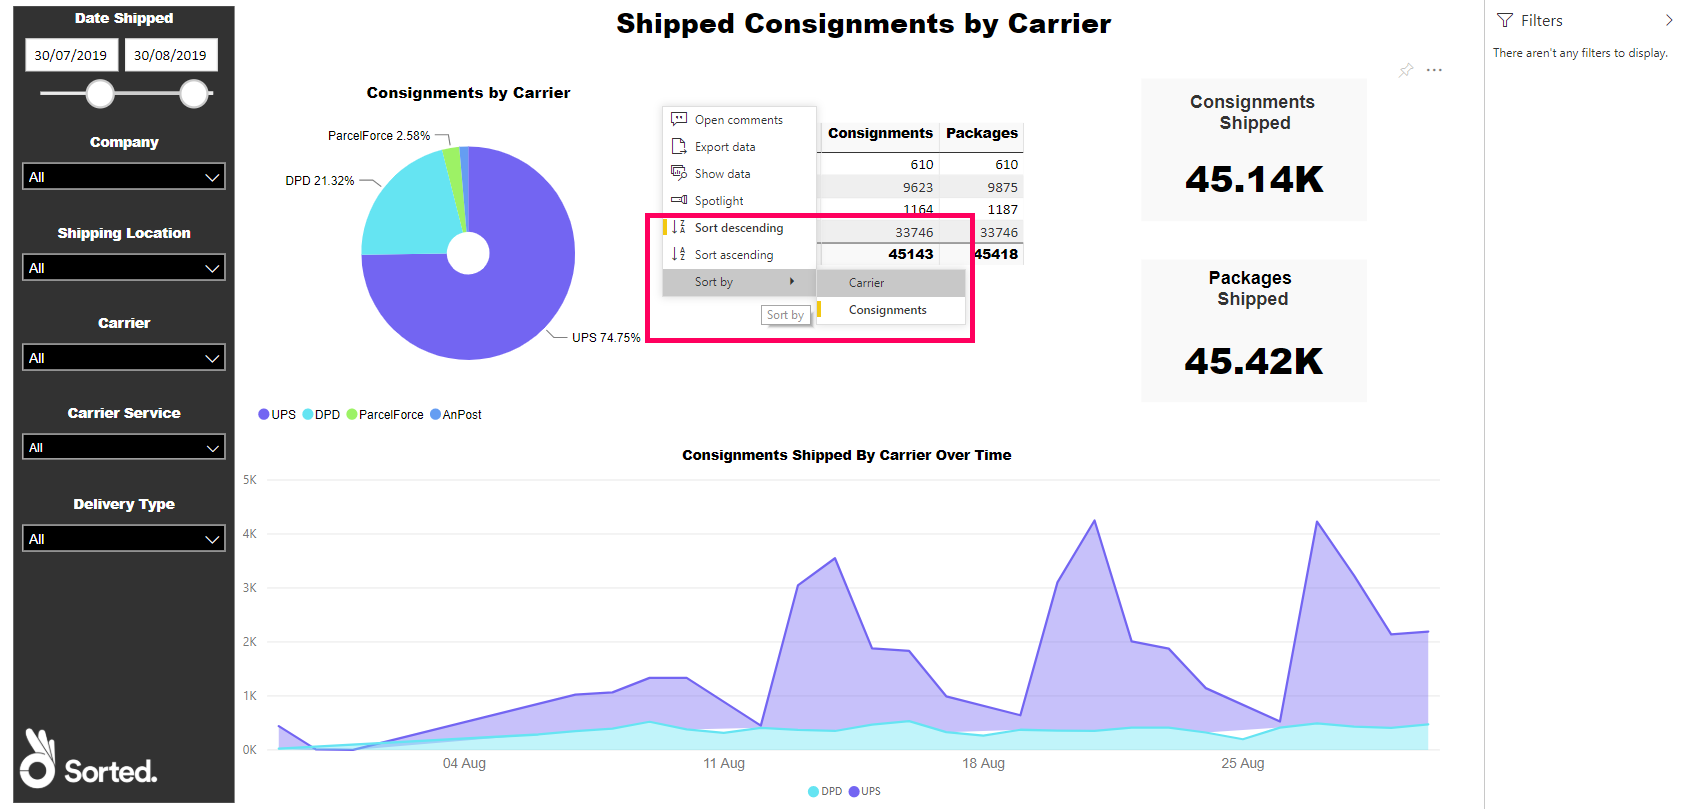 Date Shipped
30/07/2019
30/08/2019
Company
All
Shipping Location
All
Carrier
All
Carrier Service
All
Delivery Type
All
Sorted.
Shipped Consignments by Carrier
Consignments by Carrier
ParcelForce 2.58%
DPD 21.32%
UPS 74.75%
UPS DPD ParcelForce AnPost
Open comments
Export data
Show data
Spotlight
Sort descending
Sort ascending
Sort by
Sort by
Carrier
Consignments
Consignments Packages
610 610
9623 9875
1164 1187
33746 33746
45143 45418
Consignments
Shipped
45.14K
Packages
Shipped
45.42K
Consignments Shipped By Carrier Over Time
5K
4K
3K
2K
1K
0K
04 Aug 11 Aug 18 Aug 25 Aug
DPD UPS
Filters
There aren't any filters to display.